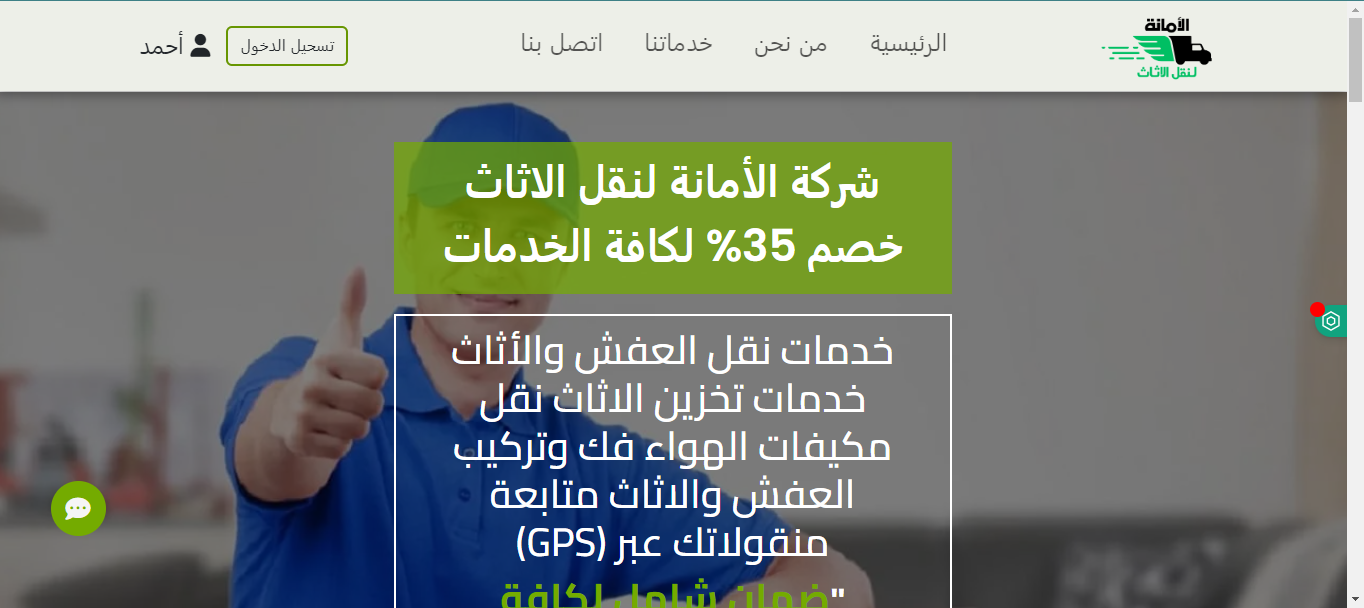 الأمانة
لنقل الاثاث
الرئيسية
من نحن
خدماتنا
اتصل بنا
تسحيل الدخول
أحمد
شركة الأمانة لنقل الاثاث
خصم 35% لكافة الخدمات
خدمات نقل العفش والأثاث
خدمات تخزين الاثاث نقل
مكيفات الهواء فك وتركيب
العفش والاثاث متابعة
منقولاتك عبر (GPS)
"ضمان شامل لكافة